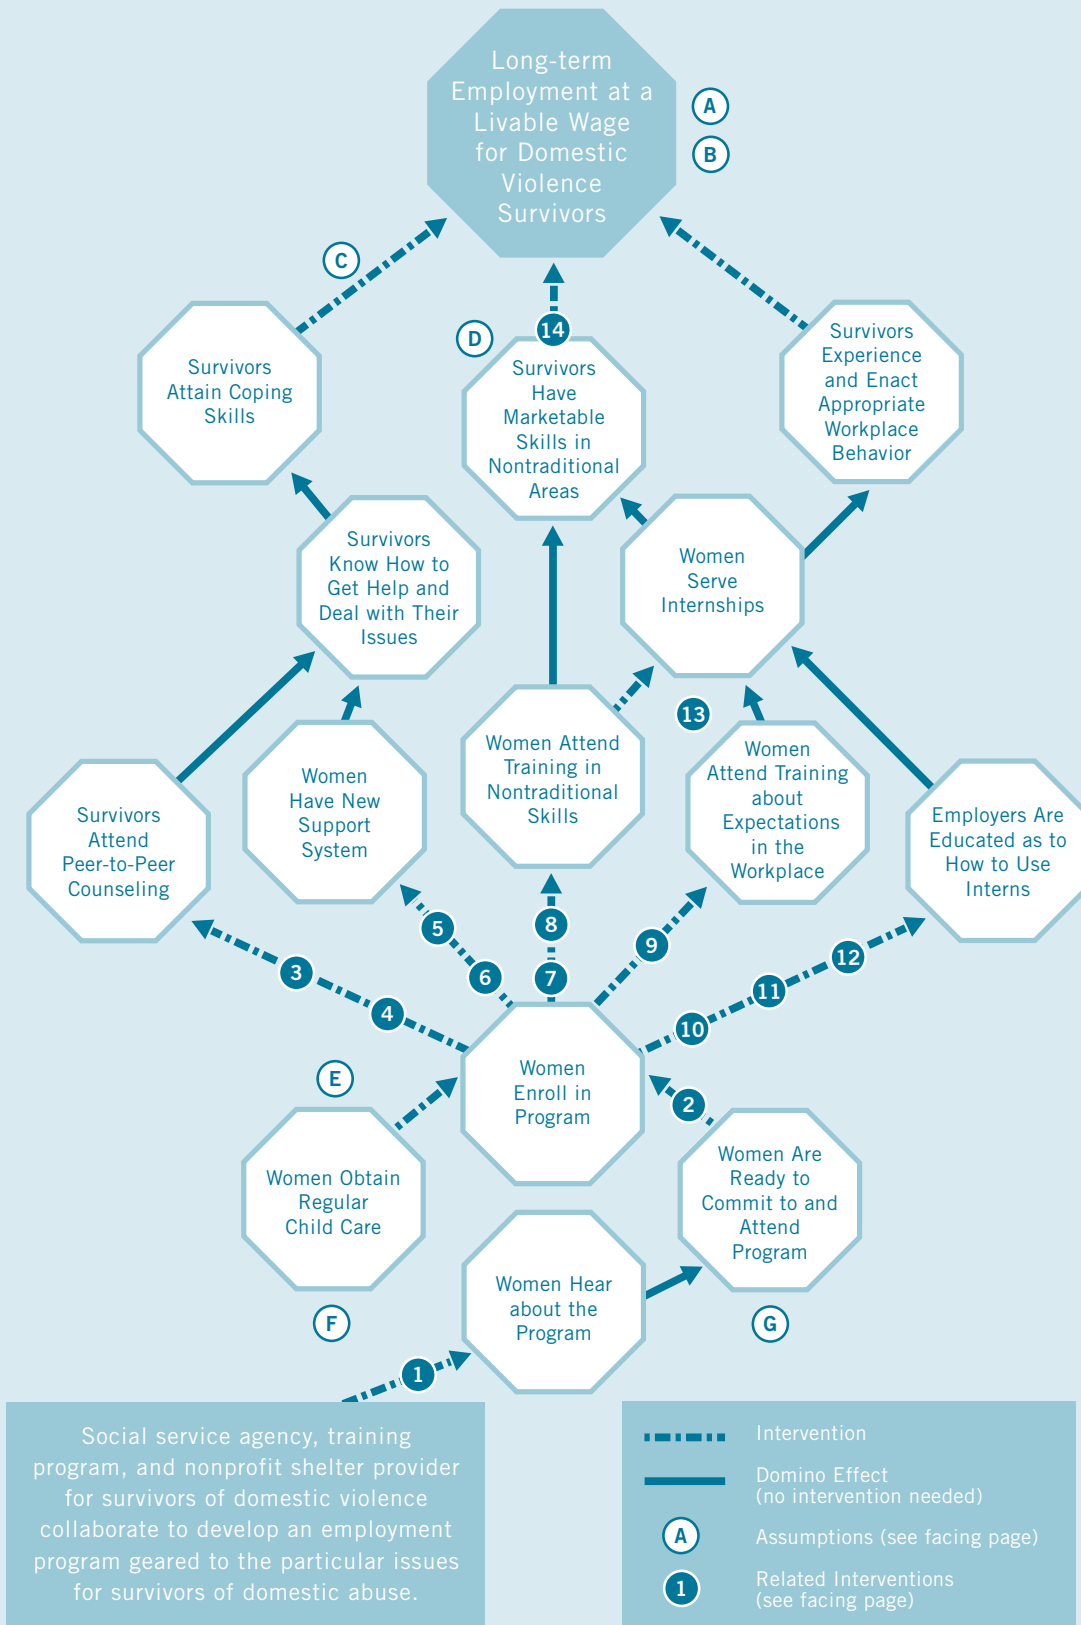 Long-term
Employment at a
Livable Wage
for Domestic
Violence
Survivors
A
B
C
Survivors
Attain Coping
Skills
D
14
Survivors
Have
Marketable
Skills in
Nontraditional
Areas
Survivors
Experience
and Enact
Appropriate
Workplace
Behavior
Survivors
Know How to
Get Help and
Deal with Their
Issues
Women
Serve
Internships
13
Survivors
Attend
Peer-to-Peer
Counseling
Women
Have New
Support
System
Women Attend
Training in
Nontraditional
Skills
Women
Attend Training
about
Expectations
in the
Workplace
Employers Are
Educated as to
How to Use
Interns
3
4
5
6
8
7
9
10
11
12
E
Women
Enroll in
Program
2
Women Obtain
Regular
Child Care
Women Are
Ready to
Commit to and
Attend
Program
F
Women Hear
about the
Program
G
1
Social service agency, training
program, and nonprofit shelter provider
for survivors of domestic violence
collaborate to develop an employment
program geared to the particular issues
for survivors of domestic abuse.
Intervention
Domino Effect
(no intervention needed)
A
Assumptions (see facing page)
1
Related Interventions
(see facing page)